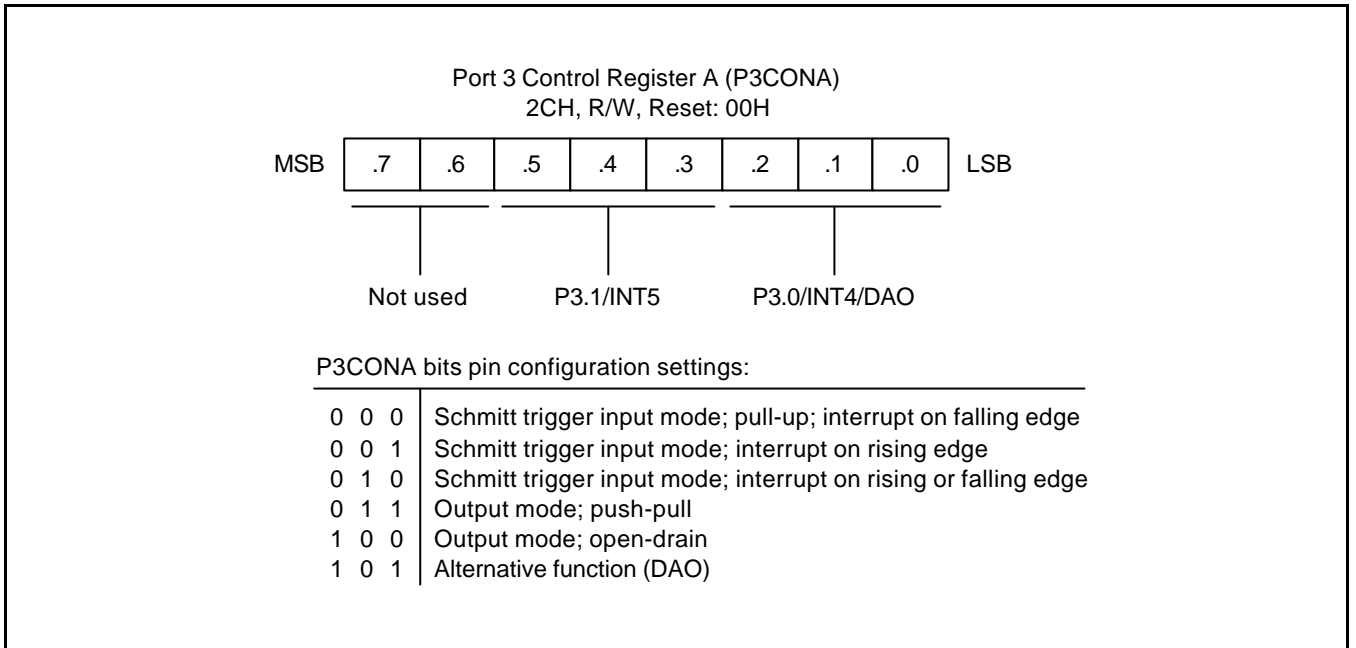 Port 3 Control Register A (P3CONA)
2CH, R/W, Reset: 00H
MSB .7 .6 .5 .4 .3 .2 .1 .0 LSB
Not used P3.1/INT5 P3.0/INT4/DAO
P3CONA bits pin configuration settings:
0 0 0 Schmitt trigger input mode; pull-up; interrupt on falling edge
0 0 1 Schmitt trigger input mode; interrupt on rising edge
0 1 0 Schmitt trigger input mode; interrupt on rising or falling edge
0 1 1 Output mode; push-pull
1 0 0 Output mode; open-drain
1 0 1 Alternative function (DAO)